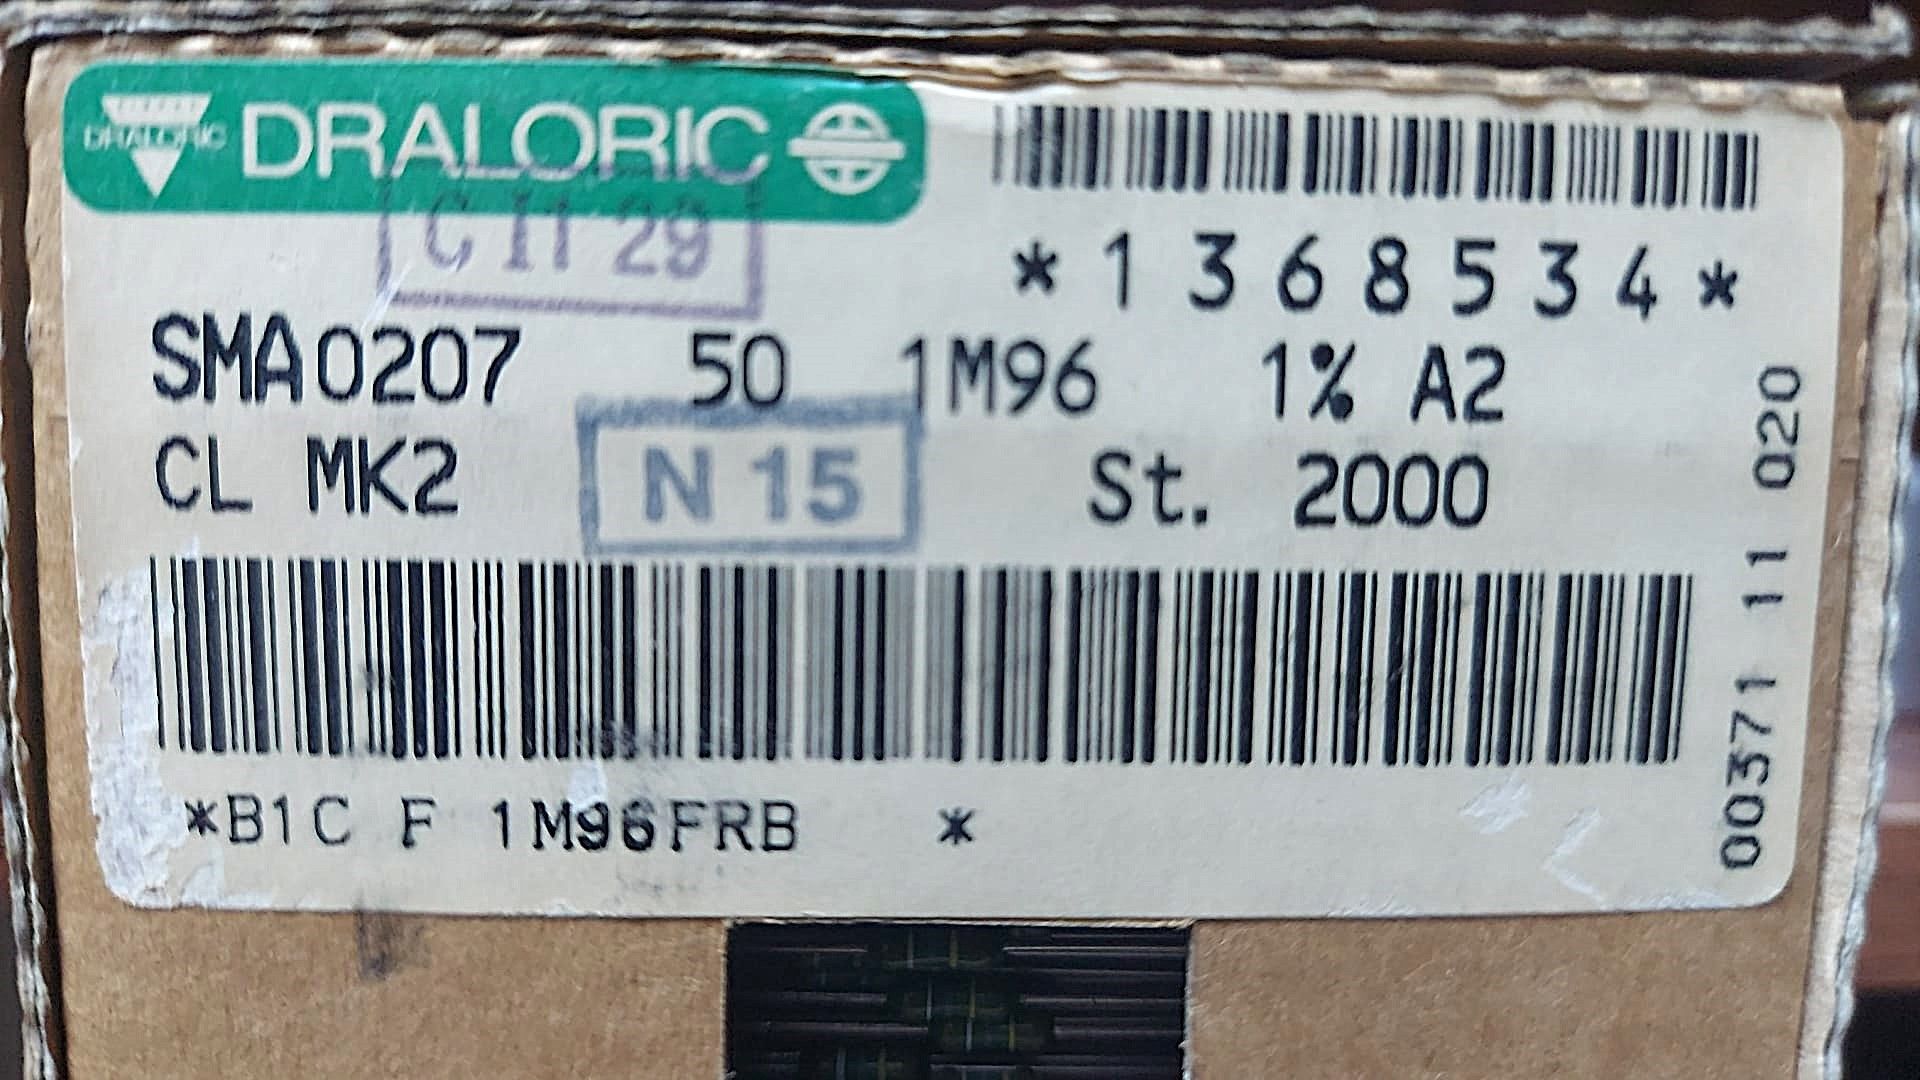 DRALORIC DRALORIC
C II 29
*1368534*
SMA0207 50 1M96 1% A2
CL MK2 N 15 St. 2000
*B1C F 1M96FRB *
00371 11 020